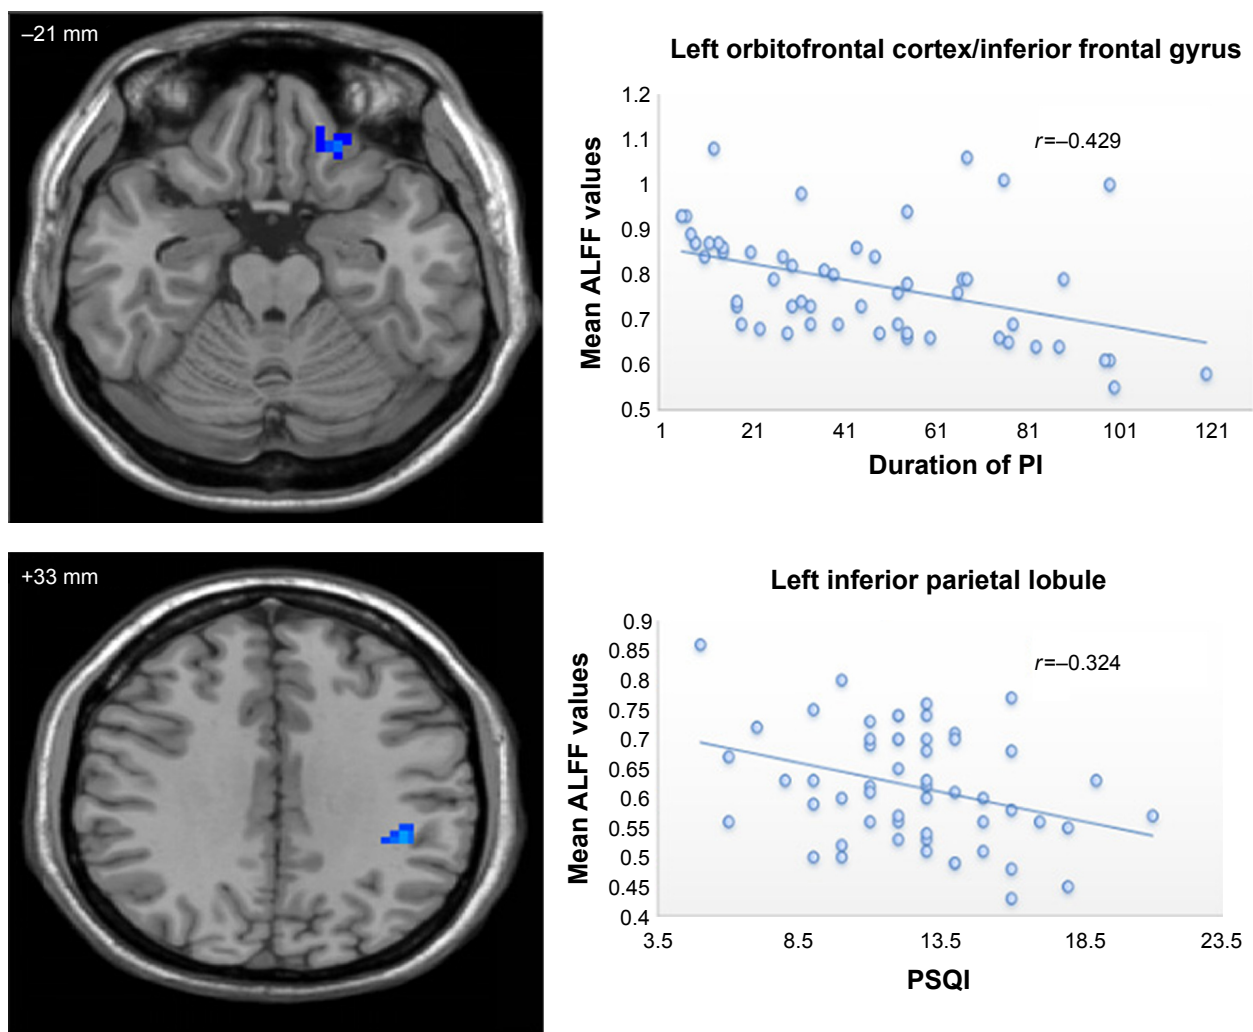 –21 mm
Left orbitofrontal cortex/inferior frontal gyrus
Mean ALFF values
1.2
1.1
1
0.9
0.8
0.7
0.6
0.5
r=–0.429
1 21 41 61 81 101 121
Duration of PI
+33 mm
Left inferior parietal lobule
Mean ALFF values
0.9
0.85
0.8
0.75
0.7
0.65
0.6
0.55
0.5
0.45
0.4
r=–0.324
3.5 8.5 13.5 18.5 23.5
PSQI